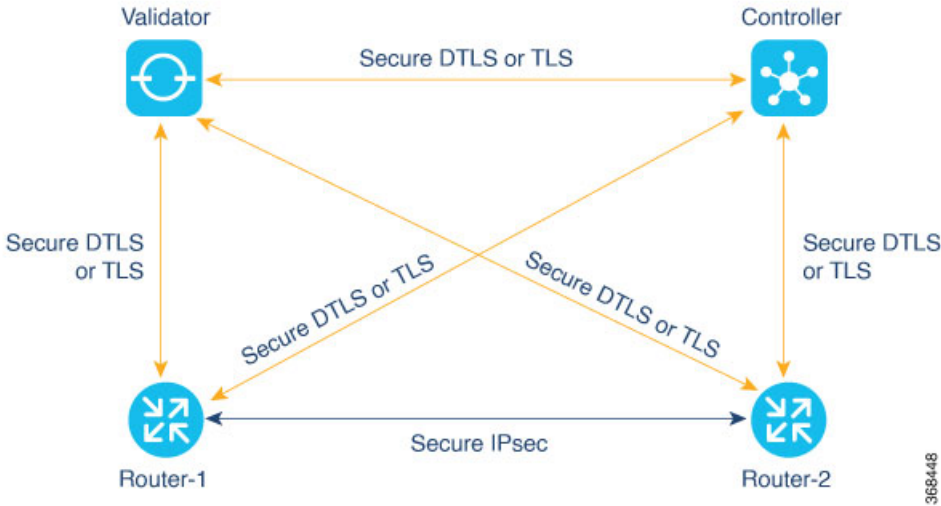 Validator
Controller
Secure DTLS or TLS
Secure DTLS
or TLS
Secure DTLS or TLS
Secure DTLS or TLS
Secure DTLS
or TLS
Secure IPsec
Router-1
Router-2
368448